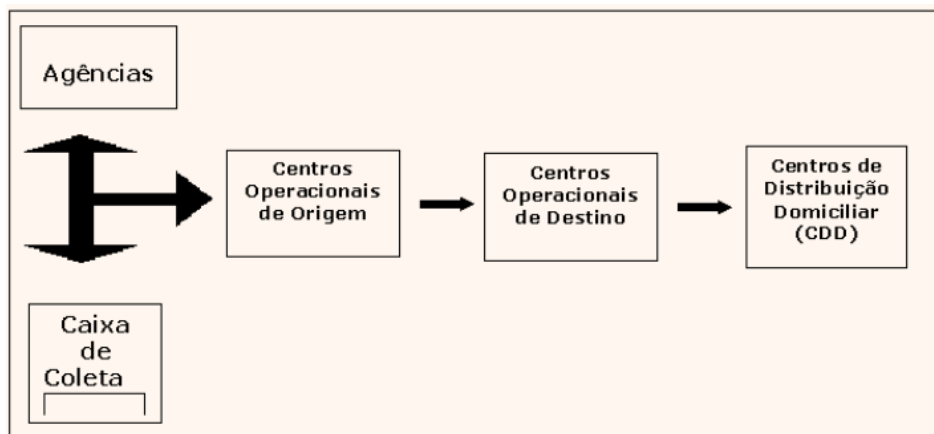 Agências
Centros
Operacionais
de Origem
Centros
Operacionais
de Destino
Centros de
Distribuição
Domiciliar
(CDD)
Caixa
de
Coleta